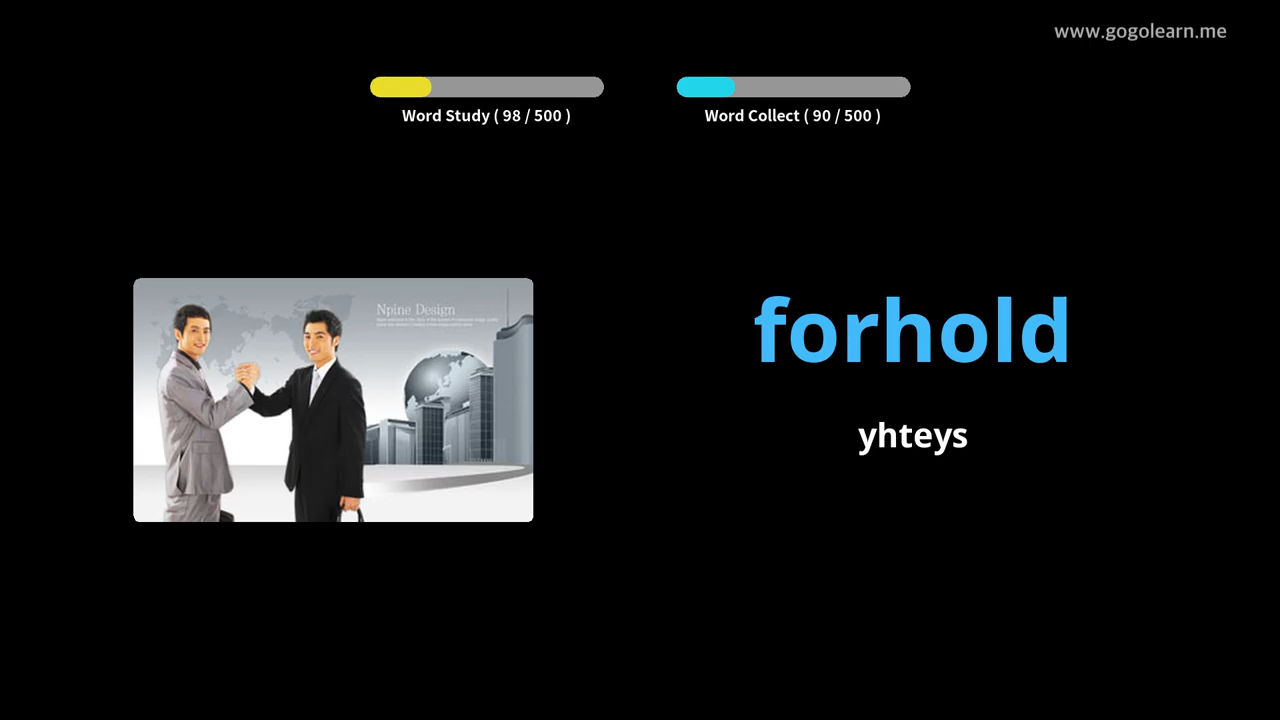 www.gogolearn.me
Word Study ( 98 / 500 )
Word Collect ( 90 / 500 )
Npine Design
forhold
yhteys